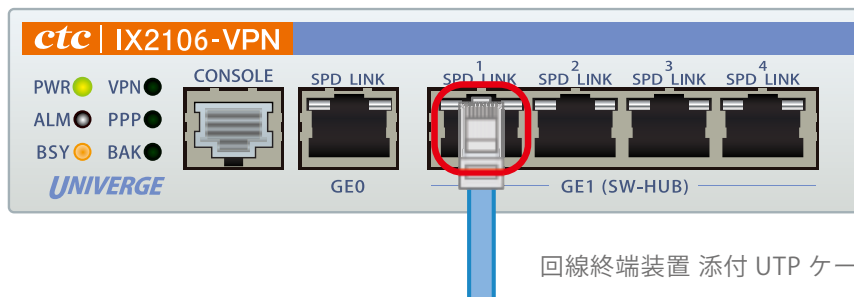 ctc IX2106-VPN
1 2 3 4
CONSOLE SPD LINK SPD LINK SPD LINK SPD LINK SPD LINK
PWR VPN
ALM PPP
BSY BAK
UNIVERGE GE0 GE1 (SW-HUB)
回線終端装置 添付 UTP ケー